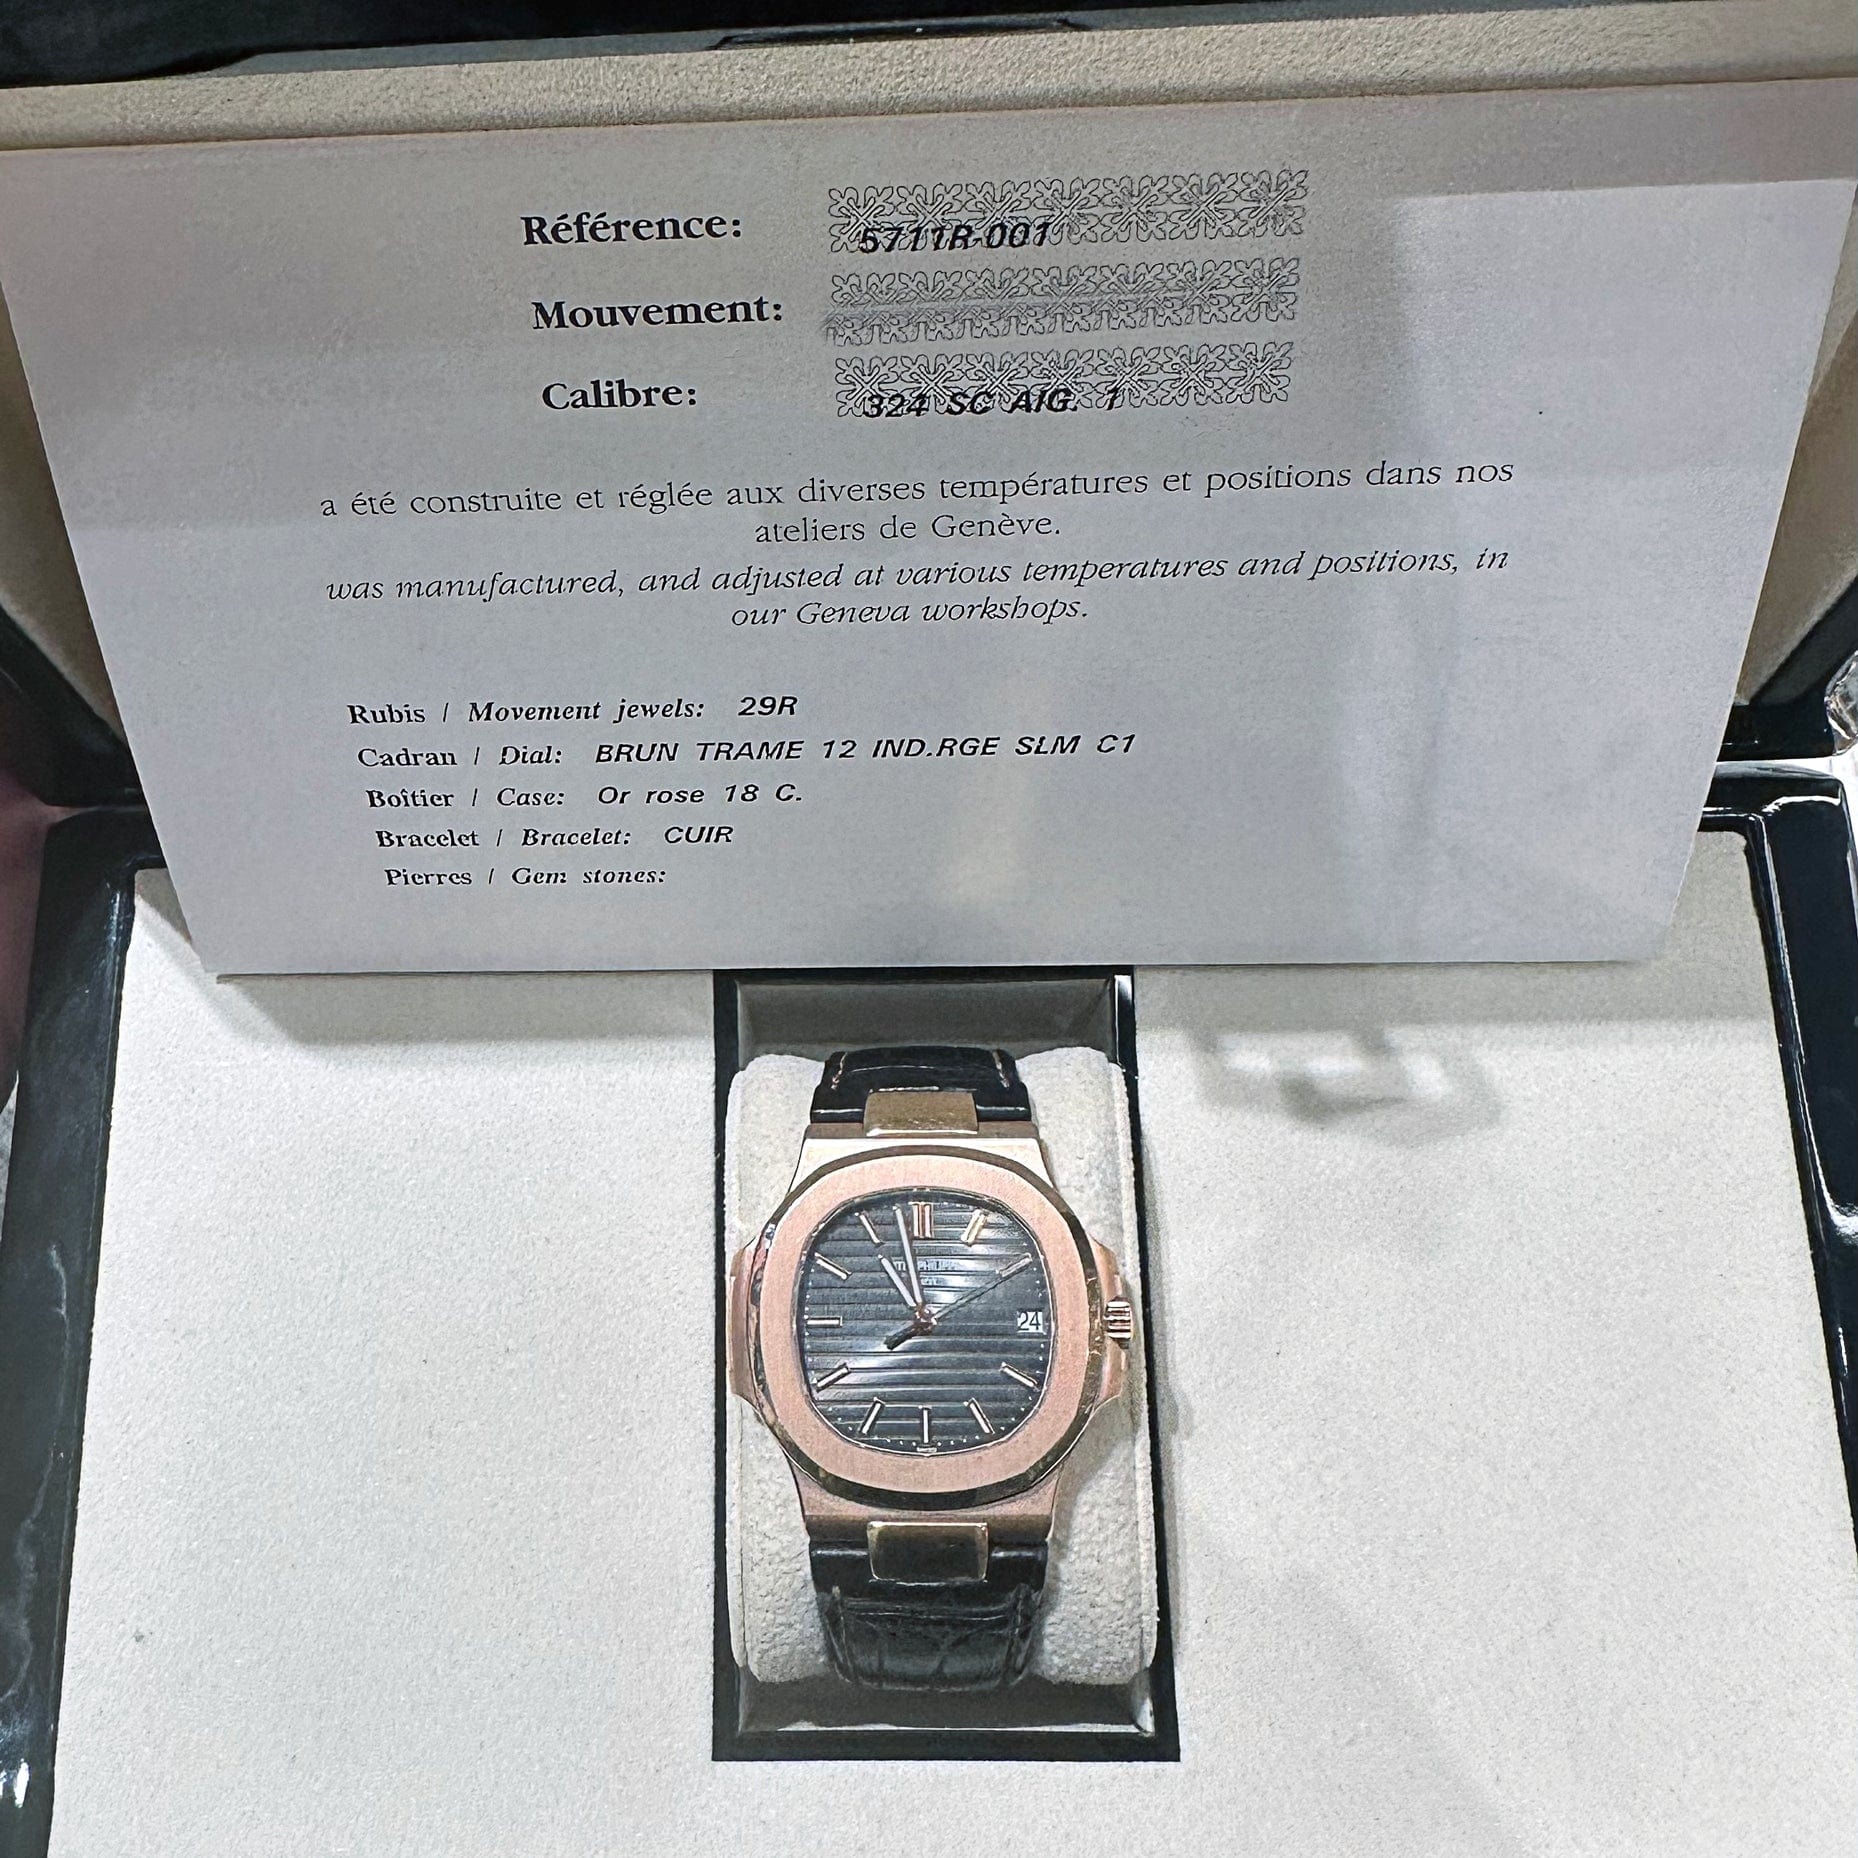 Référence: 5711R-001
Mouvement:
Calibre: 324 SC AIG. 1
a été construite et réglée aux diverses températures et positions dans nos
ateliers de Genève.
was manufactured, and adjusted at various temperatures and positions, in
our Geneva workshops.
Rubis / Movement jewels: 29R
Cadran / Dial: BRUN TRAME 12 IND.RGE SLM C1
Boîtier / Case: Or rose 18 C.
Bracelet / Bracelet: CUIR
Pierres / Gem stones:
24